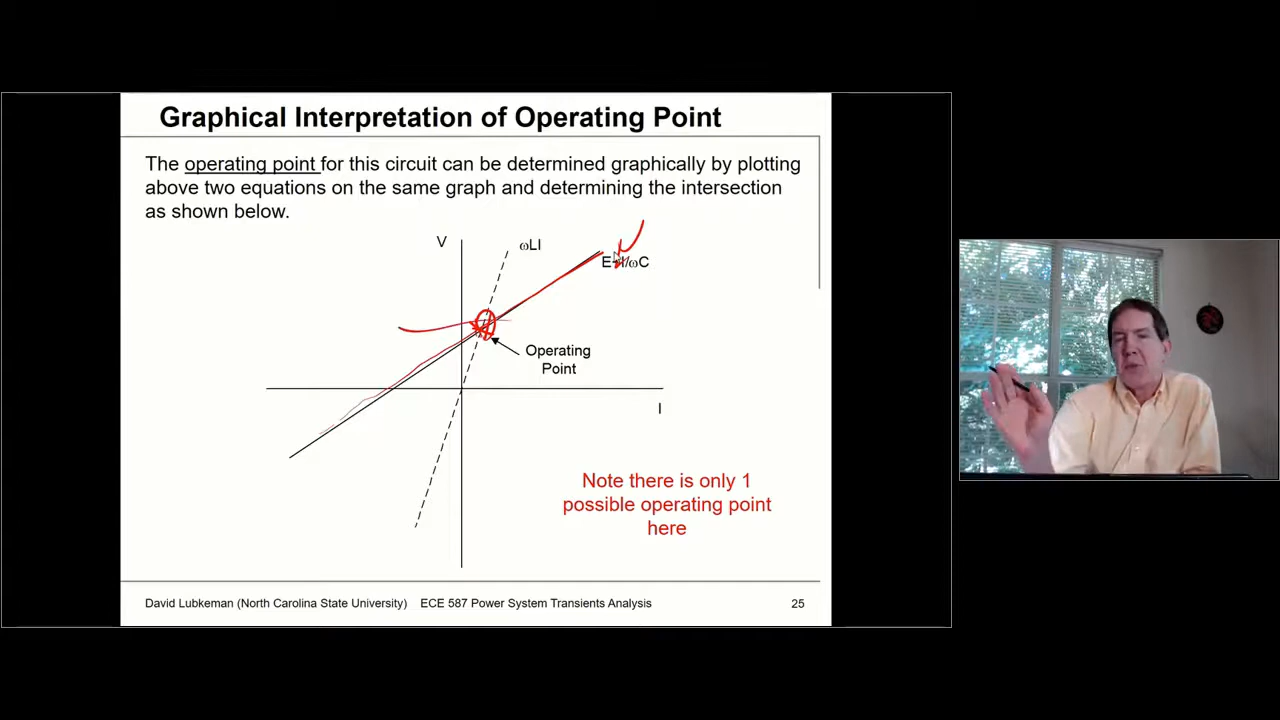 Graphical Interpretation of Operating Point
The operating point for this circuit can be determined graphically by plotting
above two equations on the same graph and determining the intersection
as shown below.
V
ωLI
E+I/ωC
Operating
Point
I
Note there is only 1
possible operating point
here
David Lubkeman (North Carolina State University) ECE 587 Power System Transients Analysis
25